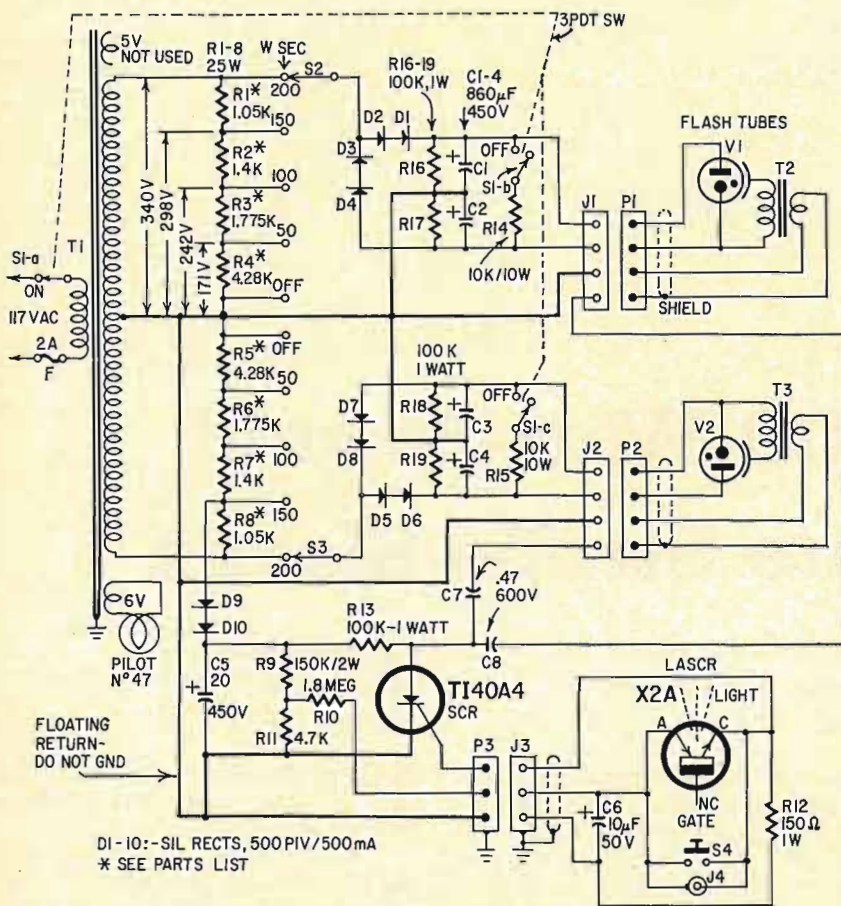 3PDT SW
5V
NOT USED
R1-8
25W
W SEC
S2
200
R1*
1.05K
150
R2*
1.4K
100
R3*
1.775K
50
R4*
4.28K
OFF
340V
298V
242V
171V
T1
S1-a
ON
117VAC
2A
F
R16-19
100K, 1W
C1-4
860µF
450V
D2
D1
D3
D4
R16
R17
+
C1
+
C2
OFF
S1-b
R14
10K/10W
J1
P1
FLASH TUBES
V1
T2
SHIELD
OFF
R5*
4.28K
50
R6*
1.775K
100
R7*
1.4K
150
R8*
1.05K
200
S3
100K
1 WATT
D7
D8
R18
R19
+
C3
+
C4
D5
D6
OFF
S1-c
10K
10W
R15
J2
P2
V2
T3
6V
PILOT
Nº47
D9
D10
C7
.47
600V
C8
R13
100K-1 WATT
C5
20
+
450V
R9
150K/2W
1.8 MEG
R10
R11
4.7K
TI40A4
SCR
P3
J3
LASCR
X2A
LIGHT
A
C
NC
GATE
+
C6
10µF
50V
R12
150Ω
1W
S4
J4
FLOATING
RETURN-
DO NOT GND
D1-10:-SIL RECTS, 500 PIV/500mA
* SEE PARTS LIST